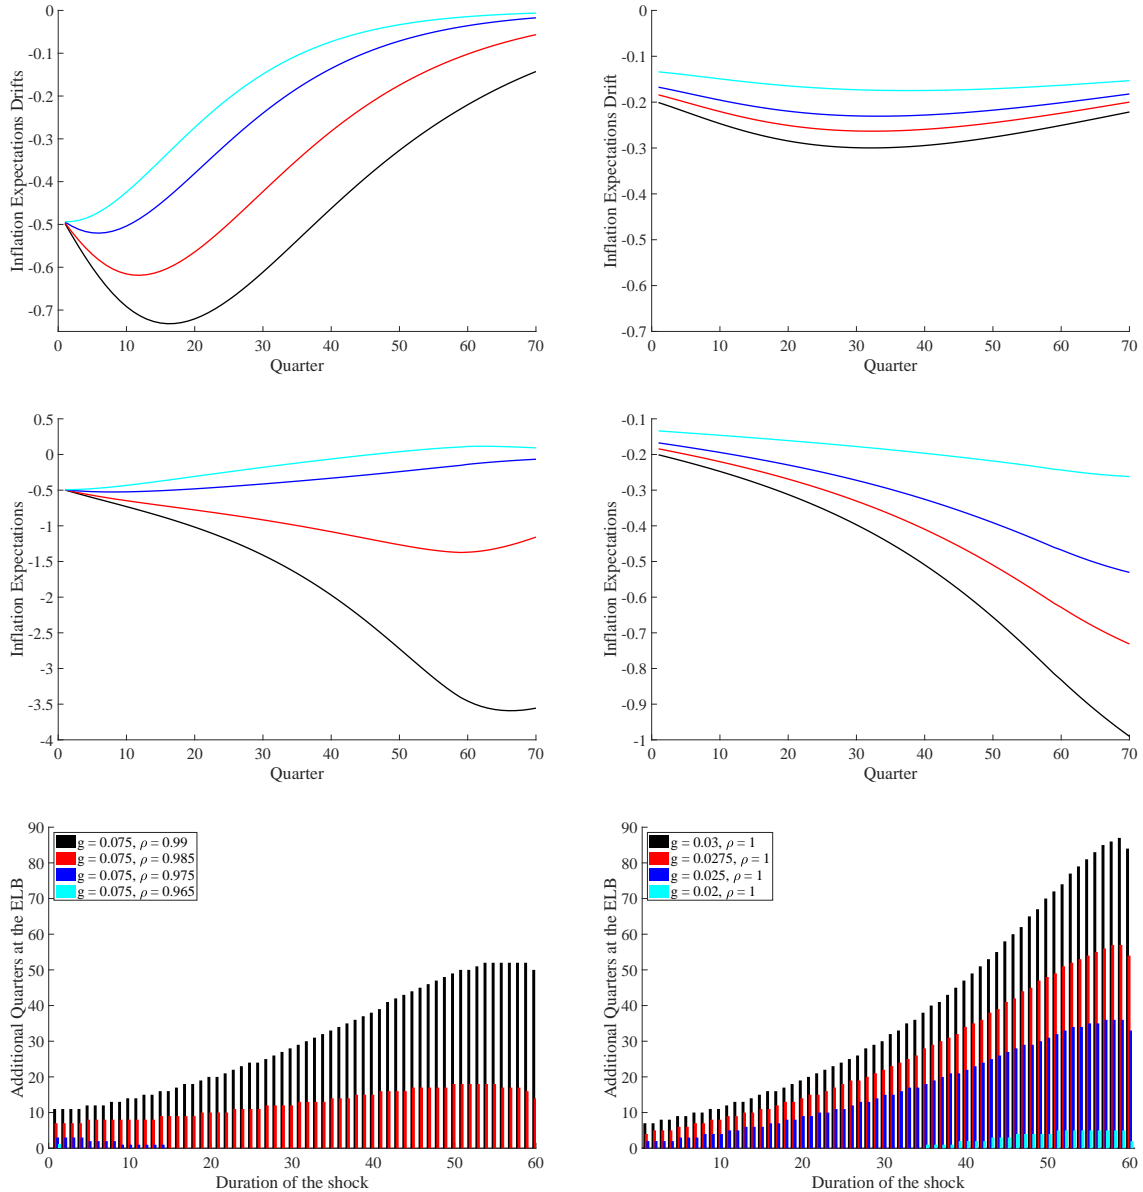 0
-0.1
-0.2
-0.3
-0.4
-0.5
-0.6
-0.7
Inflation Expectations Drifts
0 10 20 30 40 50 60 70
Quarter
0
-0.1
-0.2
-0.3
-0.4
-0.5
-0.6
-0.7
Inflation Expectations Drift
0 10 20 30 40 50 60 70
Quarter
0.5
0
-0.5
-1
-1.5
-2
-2.5
-3
-3.5
-4
Inflation Expectations
0 10 20 30 40 50 60 70
Quarter
-0.1
-0.2
-0.3
-0.4
-0.5
-0.6
-0.7
-0.8
-0.9
-1
Inflation Expectations
0 10 20 30 40 50 60 70
Quarter
90
80
70
60
50
40
30
20
10
0
Additional Quarters at the ELB
g = 0.075, ρ = 0.99
g = 0.075, ρ = 0.985
g = 0.075, ρ = 0.975
g = 0.075, ρ = 0.965
0 10 20 30 40 50 60
Duration of the shock
90
80
70
60
50
40
30
20
10
0
Additional Quarters at the ELB
g = 0.03, ρ = 1
g = 0.0275, ρ = 1
g = 0.025, ρ = 1
g = 0.02, ρ = 1
10 20 30 40 50 60
Duration of the shock